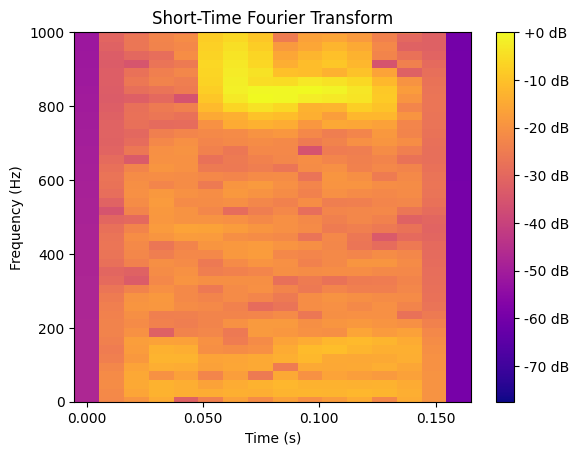 Short-Time Fourier Transform
1000
800
600
400
200
0
Frequency (Hz)
0.000
0.050
0.100
0.150
Time (s)
+0 dB
-10 dB
-20 dB
-30 dB
-40 dB
-50 dB
-60 dB
-70 dB